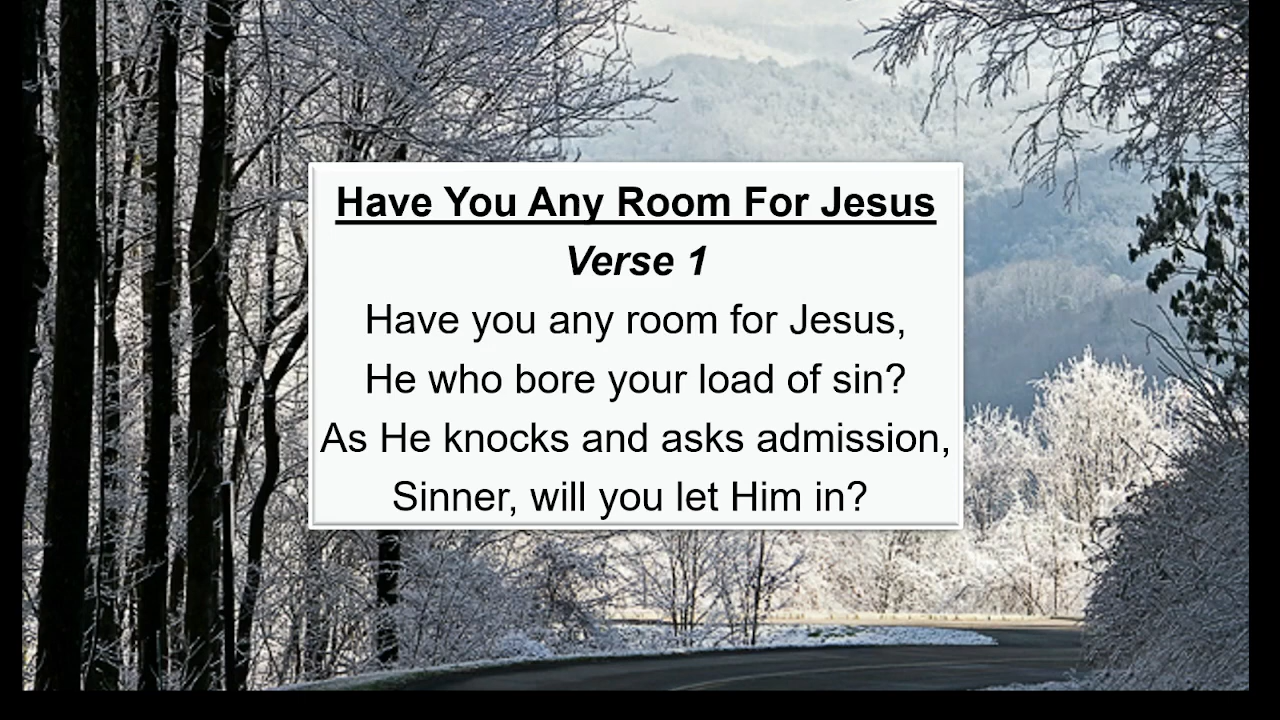 Have You Any Room For Jesus
Verse 1
Have you any room for Jesus,
He who bore your load of sin?
As He knocks and asks admission,
Sinner, will you let Him in?